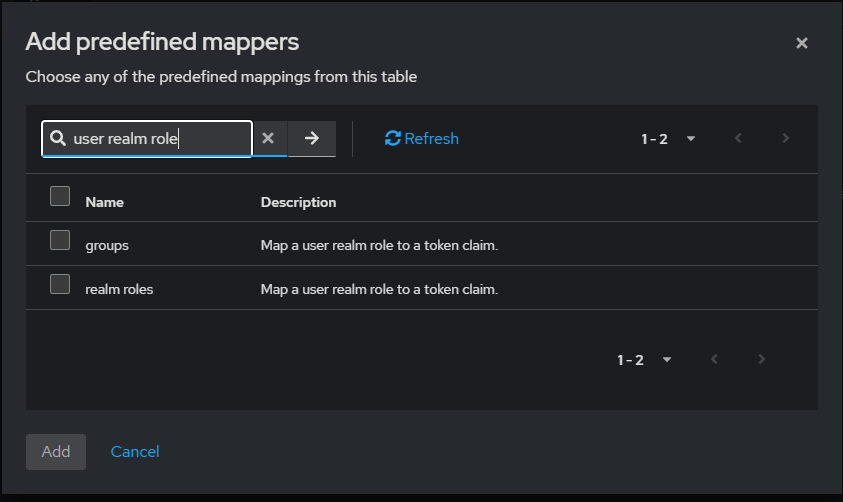 Add predefined mappers
Choose any of the predefined mappings from this table
user realm role
Refresh
1 - 2
Name Description
groups Map a user realm role to a token claim.
realm roles Map a user realm role to a token claim.
1 - 2
Add Cancel